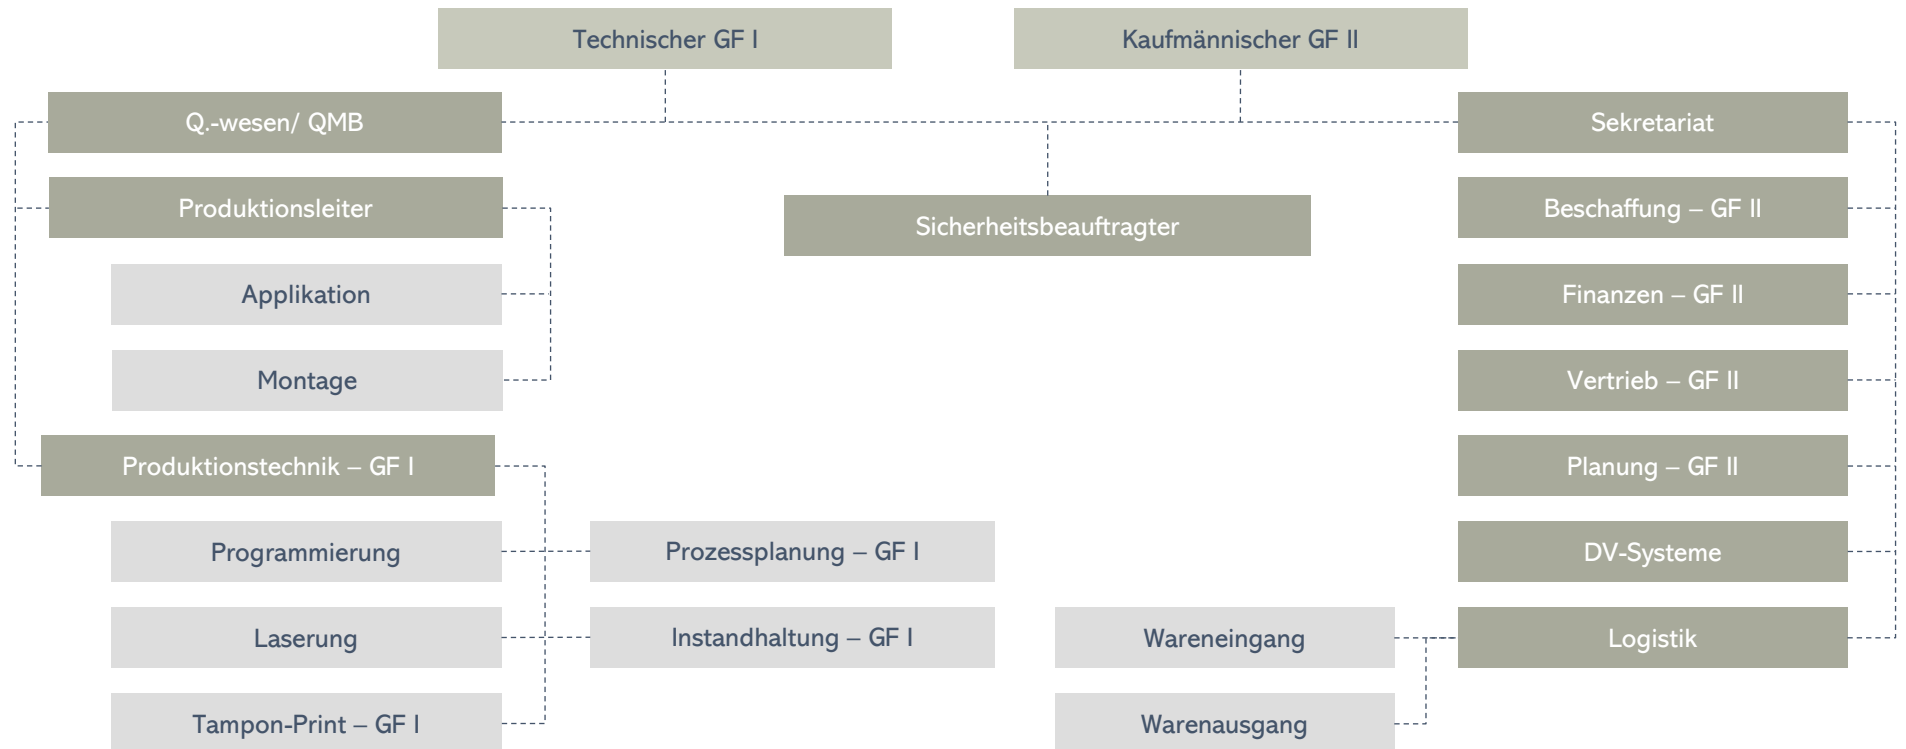 Technischer GF I
Kaufmännischer GF II
Q.-wesen/ QMB
Sekretariat
Produktionsleiter
Beschaffung – GF II
Sicherheitsbeauftragter
Applikation
Finanzen – GF II
Montage
Vertrieb – GF II
Produktionstechnik – GF I
Planung – GF II
Programmierung
Prozessplanung – GF I
DV-Systeme
Laserung
Instandhaltung – GF I
Wareneingang
Logistik
Tampon-Print – GF I
Warenausgang